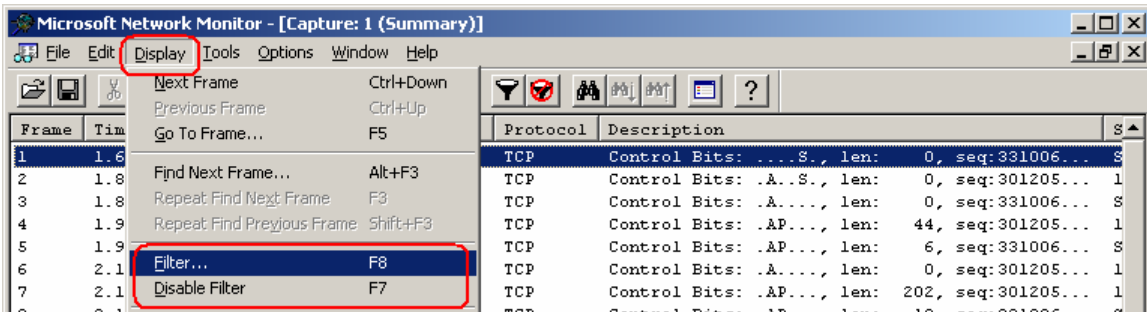 Microsoft Network Monitor - [Capture: 1 (Summary)]
File Edit Display Tools Options Window Help
Next Frame Ctrl+Down
Previous Frame Ctrl+Up
Go To Frame... F5
Find Next Frame... Alt+F3
Repeat Find Next Frame F3
Repeat Find Previous Frame Shift+F3
Filter... F8
Disable Filter F7
Frame Tim Protocol Description S
1 1.6 TCP Control Bits: ....S., len: 0, seq:331006... S
2 1.8 TCP Control Bits: .A..S., len: 0, seq:301205... 1
3 1.8 TCP Control Bits: .A...., len: 0, seq:331006... S
4 1.9 TCP Control Bits: .AP..., len: 44, seq:301205... 1
5 1.9 TCP Control Bits: .AP..., len: 6, seq:331006... S
6 2.1 TCP Control Bits: .A...., len: 0, seq:301205... 1
7 2.1 TCP Control Bits: .AP..., len: 202, seq:301205... 1